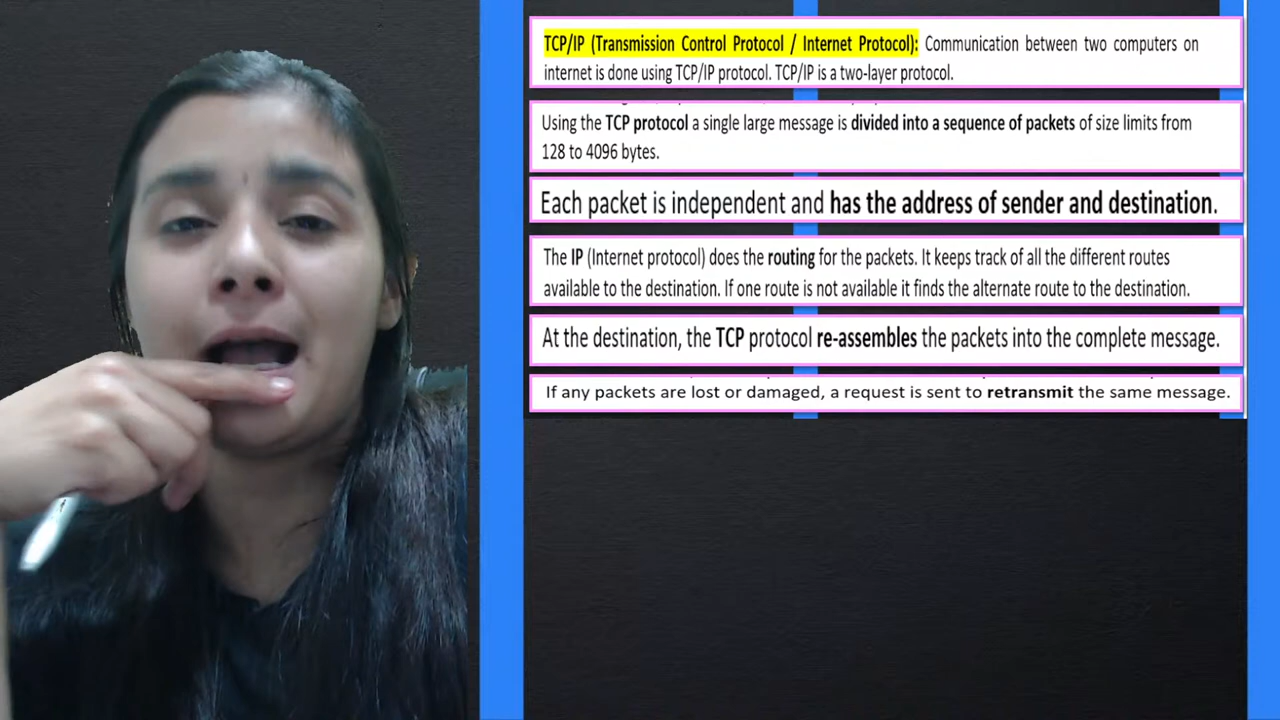 TCP/IP (Transmission Control Protocol / Internet Protocol): Communication between two computers on
internet is done using TCP/IP protocol. TCP/IP is a two-layer protocol.
Using the TCP protocol a single large message is divided into a sequence of packets of size limits from
128 to 4096 bytes.
Each packet is independent and has the address of sender and destination.
The IP (Internet protocol) does the routing for the packets. It keeps track of all the different routes
available to the destination. If one route is not available it finds the alternate route to the destination.
At the destination, the TCP protocol re-assembles the packets into the complete message.
If any packets are lost or damaged, a request is sent to retransmit the same message.